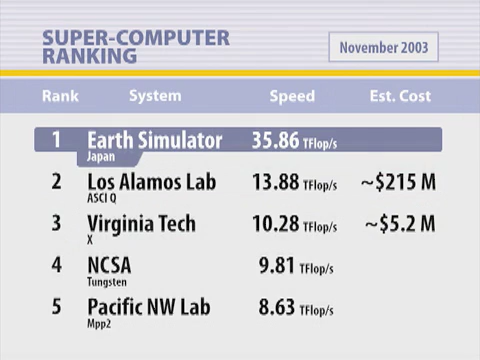 SUPER-COMPUTER
RANKING
November 2003
Rank System Speed Est. Cost
1 Earth Simulator 35.86 TFlop/s
Japan
2 Los Alamos Lab 13.88 TFlop/s ~$215 M
ASCI Q
3 Virginia Tech 10.28 TFlop/s ~$5.2 M
X
4 NCSA 9.81 TFlop/s
Tungsten
5 Pacific NW Lab 8.63 TFlop/s
Mpp2